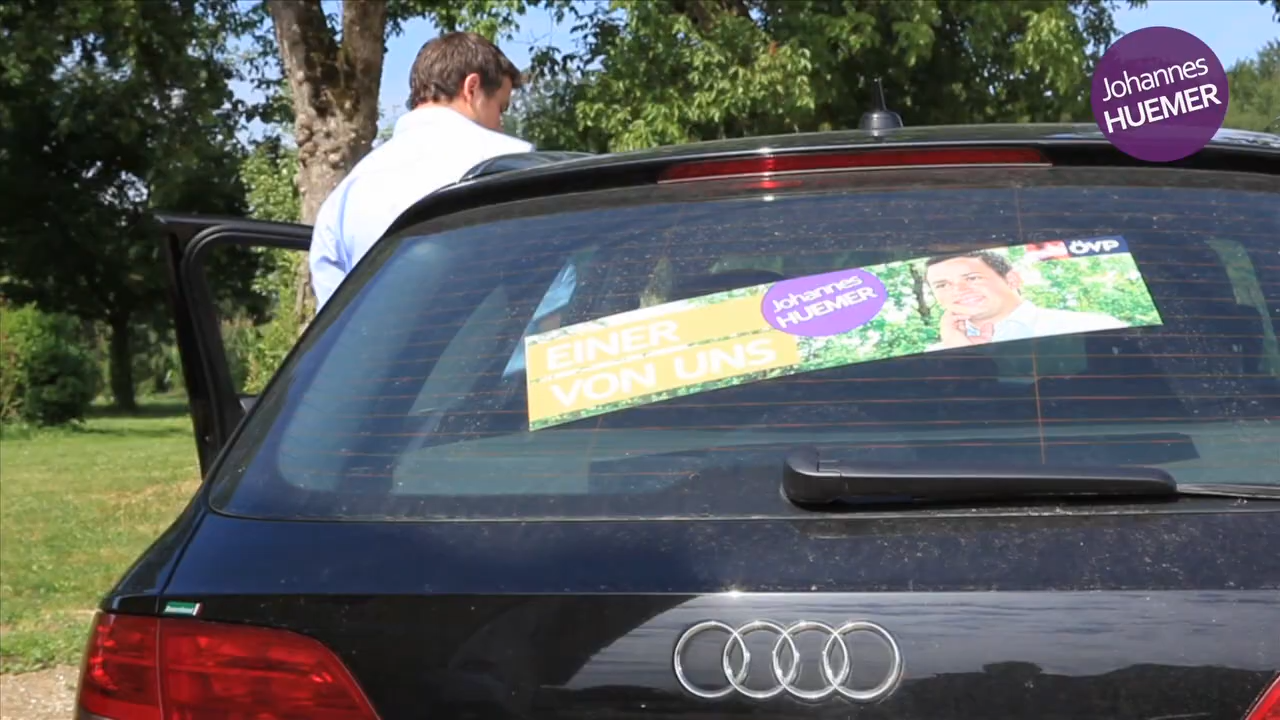 Johannes
HUEMER
ÖVP
Johannes
HUEMER
EINER
VON UNS